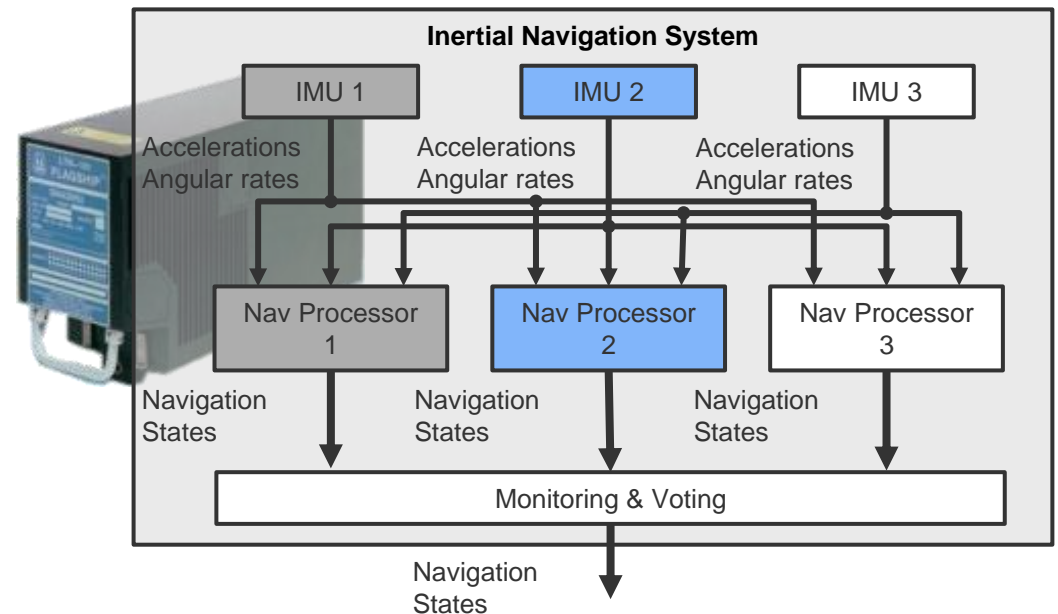 Inertial Navigation System
IMU 1
IMU 2
IMU 3
Accelerations
Angular rates
Accelerations
Angular rates
Accelerations
Angular rates
FLAGSHIP
Nav Processor
1
Nav Processor
2
Nav Processor
3
Navigation
States
Navigation
States
Navigation
States
Monitoring & Voting
Navigation
States